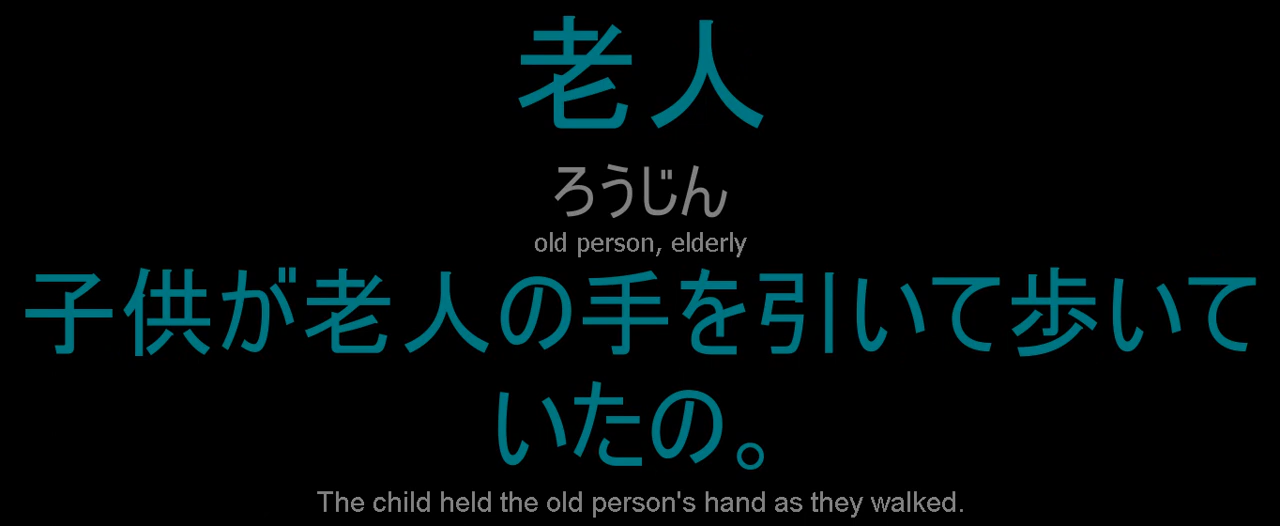 老人
ろうじん
old person, elderly
子供が老人の手を引いて歩いて
いたの。
The child held the old person's hand as they walked.